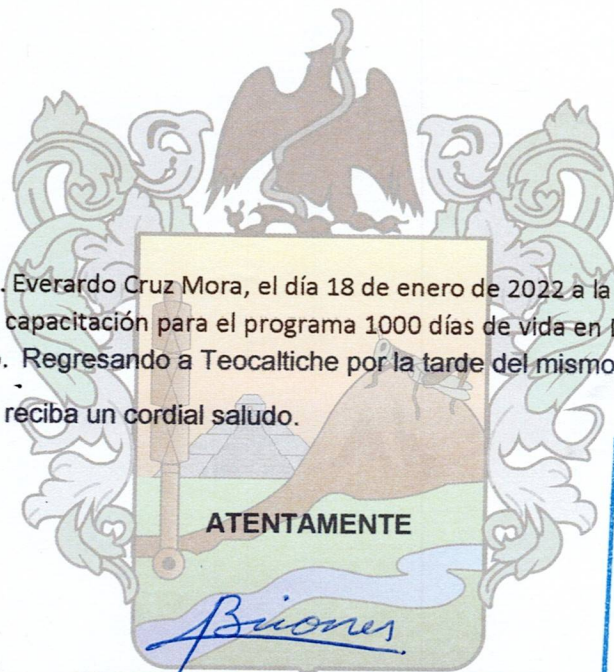 . Everardo Cruz Mora, el día 18 de enero de 2022 a la
capacitación para el programa 1000 días de vida en
. Regresando a Teocaltiche por la tarde del mismo
reciba un cordial saludo.
ATENTAMENTE
Briones